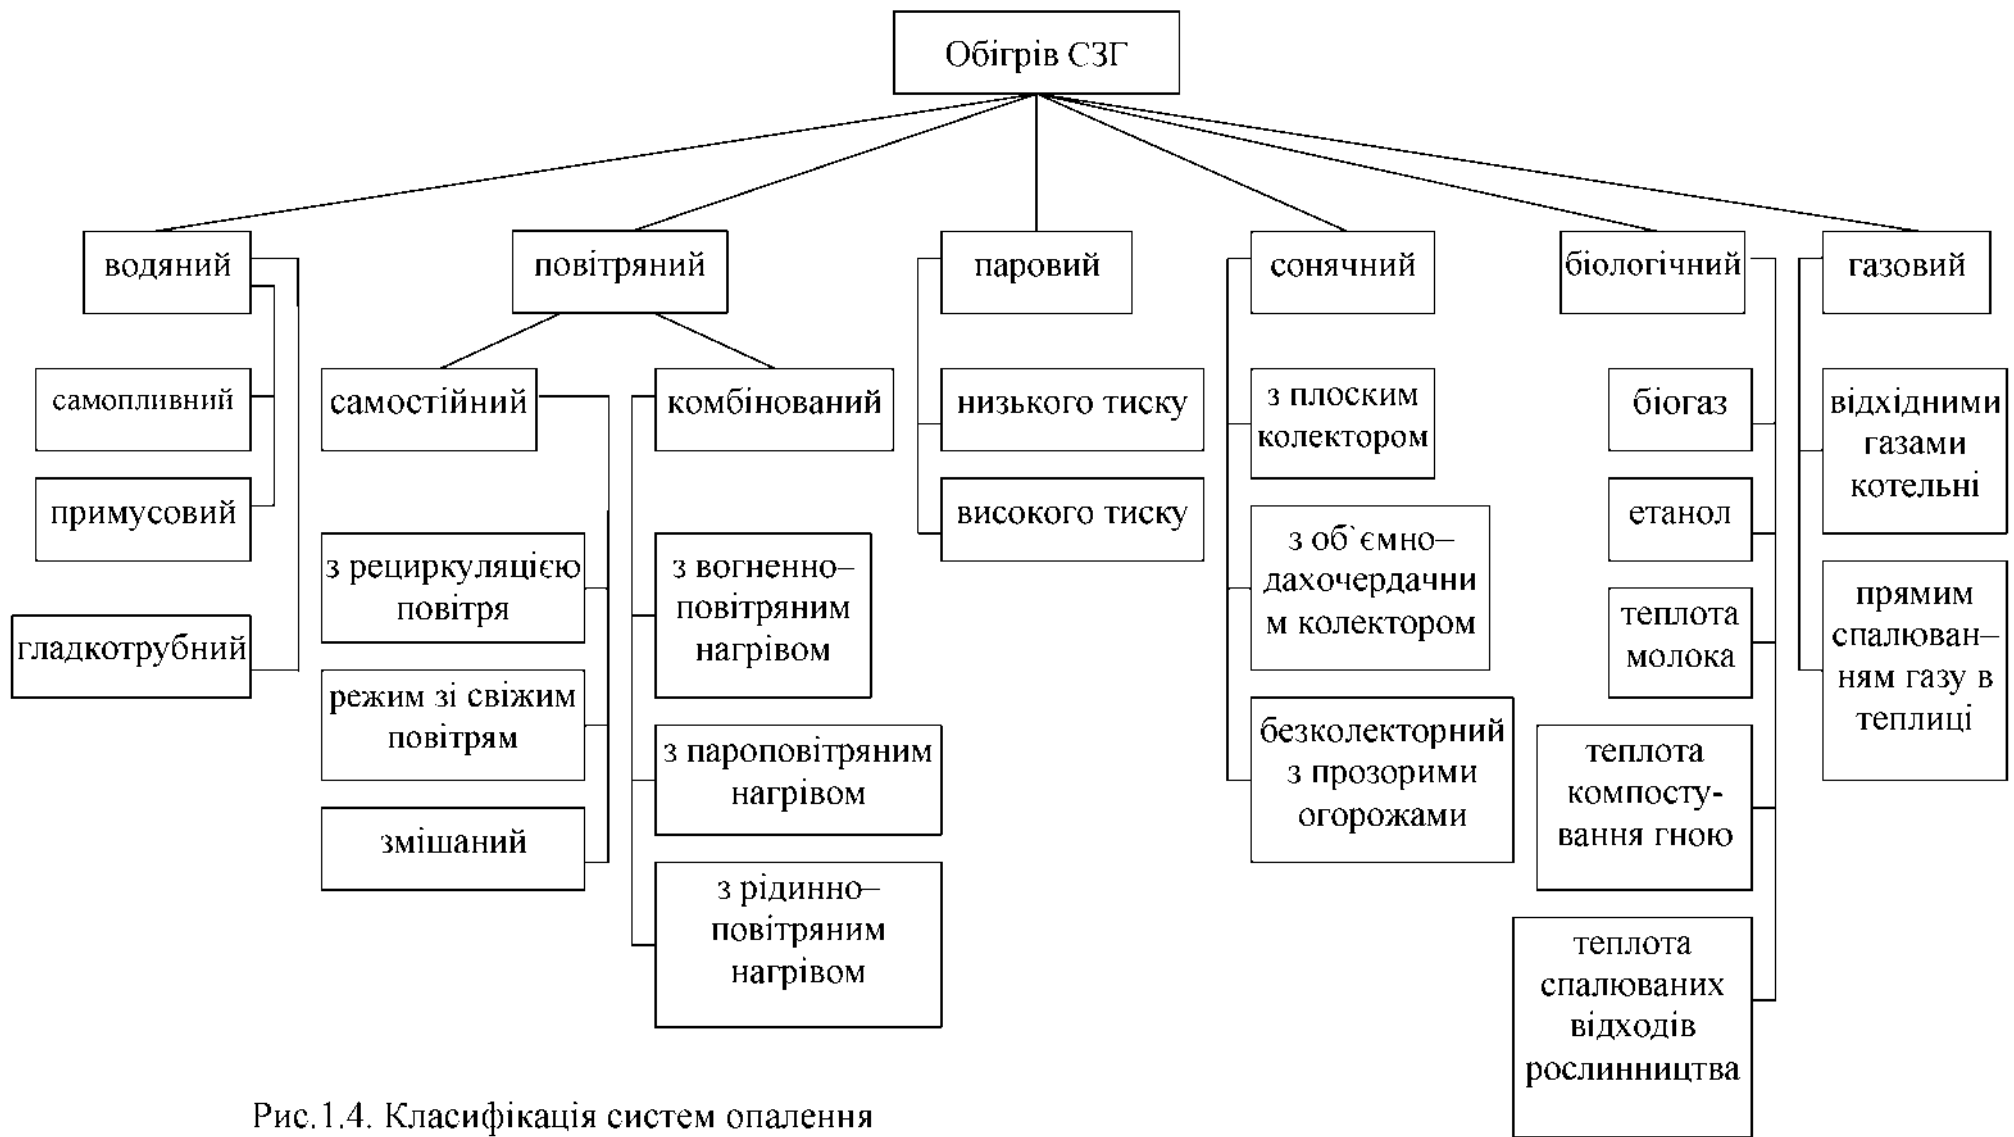 Обігрів СЗГ
водяний
повітряний
паровий
сонячний
біологічний
газовий
самопливний
примусовий
гладкотрубний
самостійний
з рециркуляцією
повітря
режим зі свіжим
повітрям
змішаний
комбінований
з вогненно–
повітряним
нагрівом
з пароповітряним
нагрівом
з рідинно–
повітряним
нагрівом
низького тиску
високого тиску
з плоским
колектором
з об`ємно–
дахочердачни
м колектором
безколекторний
з прозорими
огорожами
біогаз
етанол
теплота
молока
теплота
компосту-
вання гною
теплота
спалюваних
відходів
рослинництва
відхідними
газами
котельні
прямим
спалюван–
ням газу в
теплиці
Рис.1.4. Класифікація систем опалення